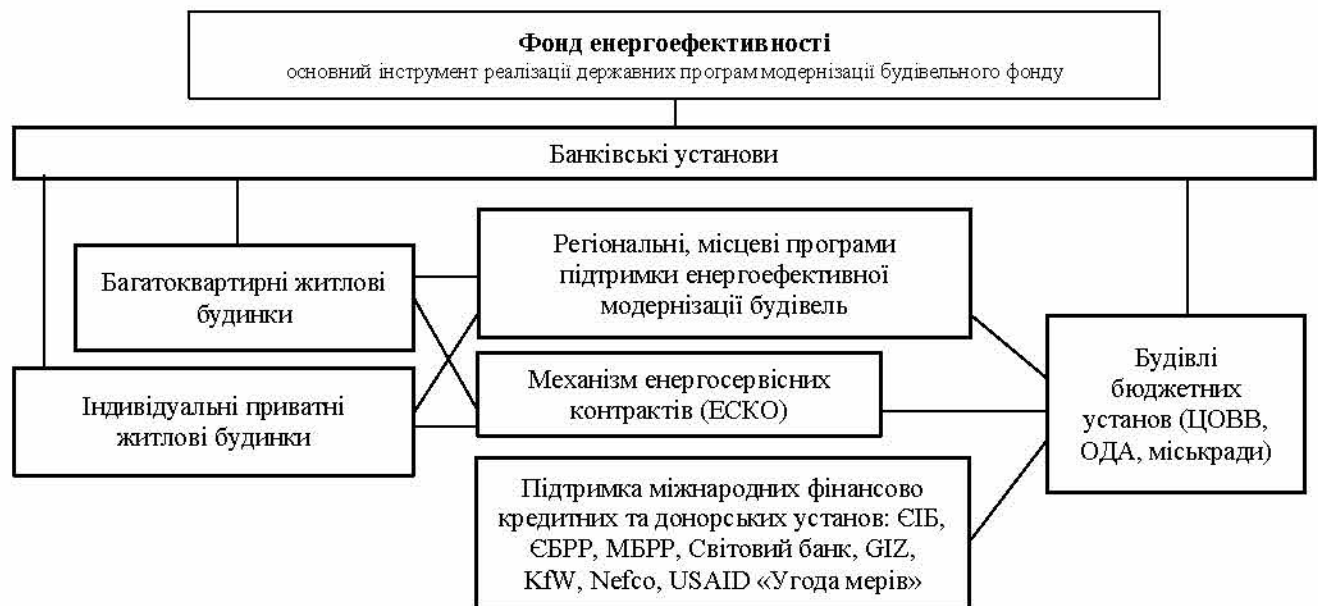 Фонд енергоефективності
основний інструмент реалізації державних програм модернізації будівельного фонду
Банківські установи
Багатоквартирні житлові
будинки
Індивідуальні приватні
житлові будинки
Регіональні, місцеві програми
підтримки енергоефективної
модернізації будівель
Механізм енергосервісних
контрактів (ЕСКО)
Підтримка міжнародних фінансово
кредитних та донорських установ: ЄІБ,
ЄБРР, МБРР, Світовий банк, GIZ,
KfW, Nefco, USAID «Угода мерів»
Будівлі
бюджетних
установ (ЦОВВ,
ОДА, міськради)